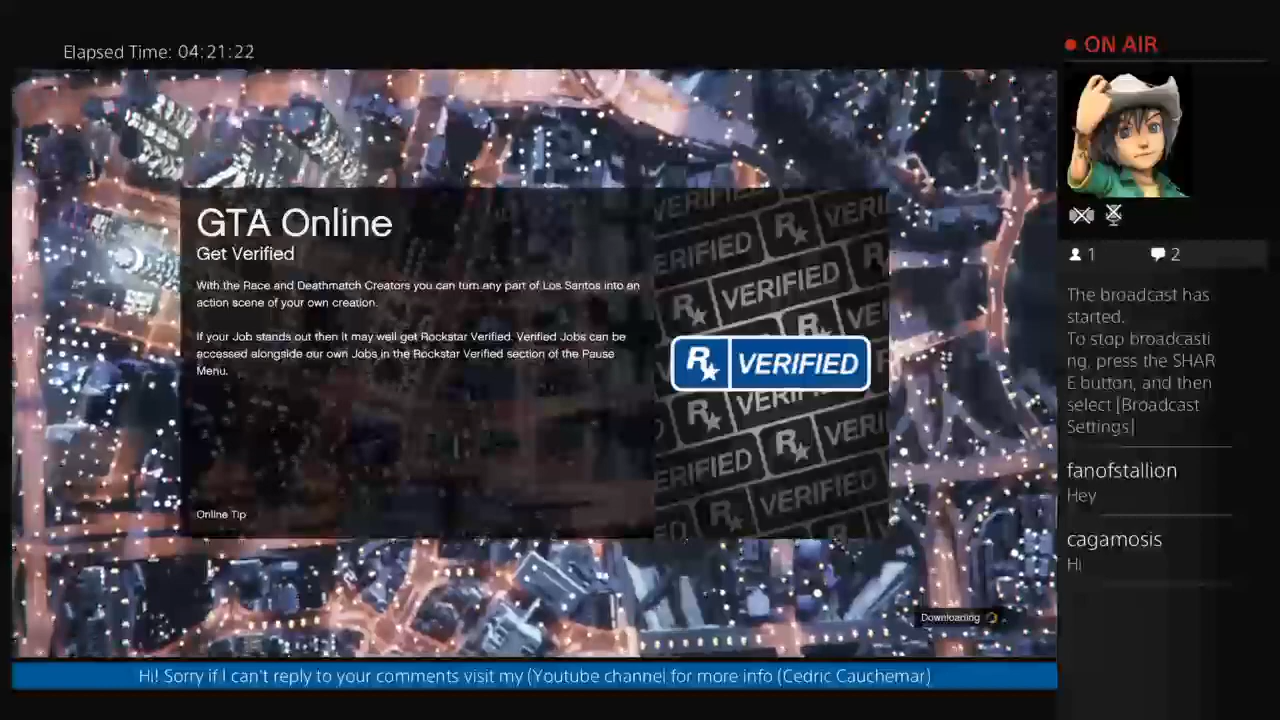 Elapsed Time: 04:21:22
ON AIR
GTA Online
Get Verified
With the Race and Deathmatch Creators you can turn any part of Los Santos into an
action scene of your own creation.
If your Job stands out then it may well get Rockstar Verified. Verified Jobs can be
accessed alongside our own Jobs in the Rockstar Verified section of the Pause
Menu.
Online Tip
R VERIFIED
Downloading
1
2
The broadcast has
started.
To stop broadcasti
ng, press the SHAR
E button, and then
select [Broadcast
Settings]
fanofstallion
Hey
cagamosis
Hi
Hi! Sorry if I can't reply to your comments visit my (Youtube channel for more info (Cedric Cauchemar)